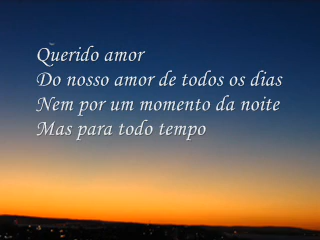 Querido amor
Do nosso amor de todos os dias
Nem por um momento da noite
Mas para todo tempo